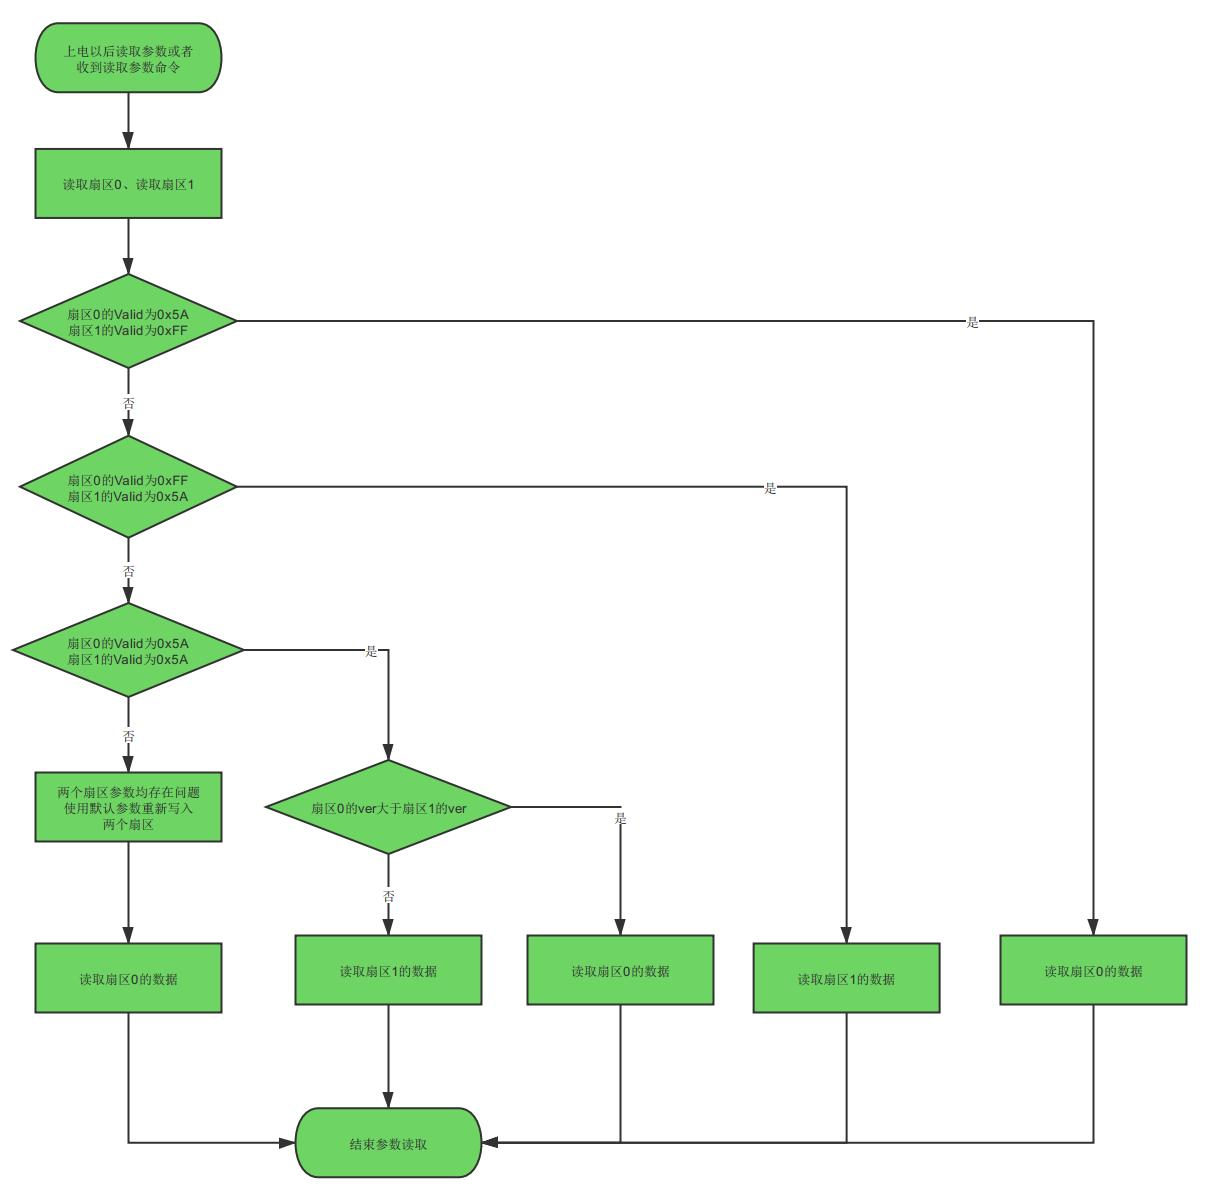 上电以后读取参数或者
收到读取参数命令
读取扇区0、读取扇区1
扇区0的Valid为0x5A
扇区1的Valid为0xFF
是
否
扇区0的Valid为0xFF
扇区1的Valid为0x5A
是
否
扇区0的Valid为0x5A
扇区1的Valid为0x5A
是
否
两个扇区参数均存在问题
使用默认参数重新写入
两个扇区
扇区0的ver大于扇区1的ver
是
否
读取扇区0的数据
读取扇区1的数据
读取扇区0的数据
读取扇区1的数据
读取扇区0的数据
结束参数读取